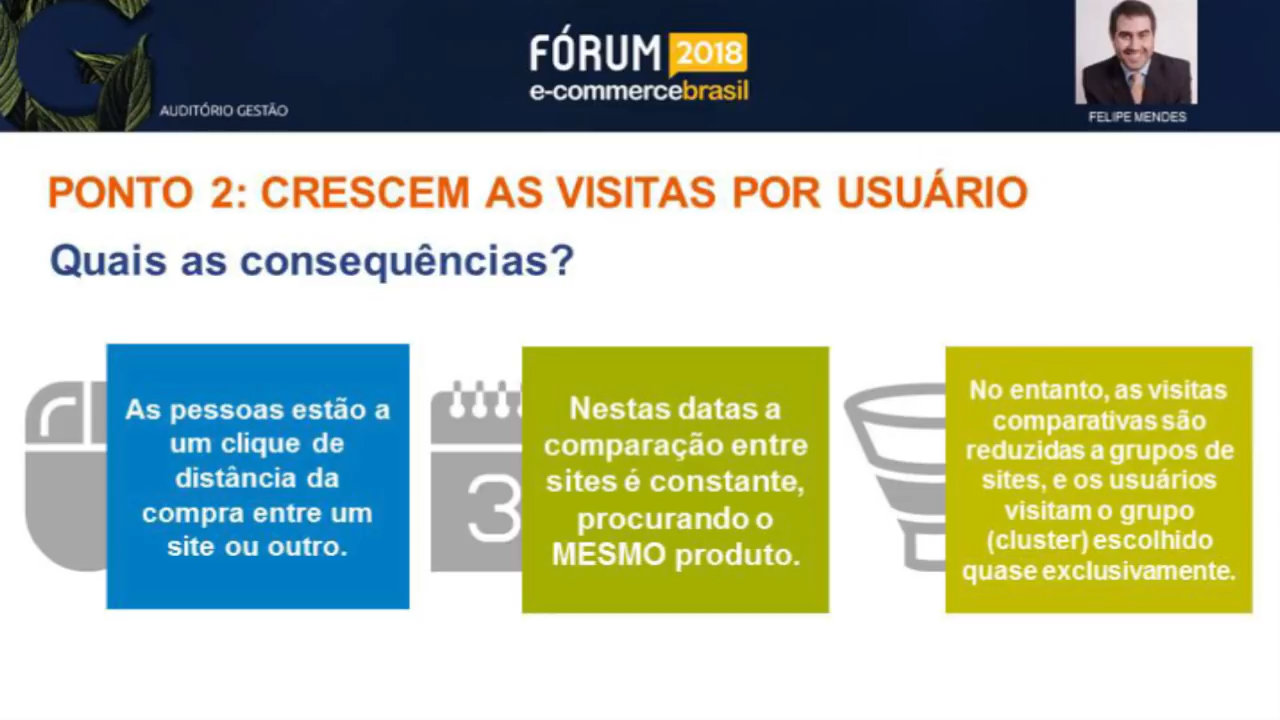 FÓRUM 2018
e-commercebrasil
AUDITÓRIO GESTÃO
FELIPE MENDES
PONTO 2: CRESCEM AS VISITAS POR USUÁRIO
Quais as consequências?
As pessoas estão a
um clique de
distância da
compra entre um
site ou outro.
3
Nestas datas a
comparação entre
sites é constante,
procurando o
MESMO produto.
No entanto, as visitas
comparativas são
reduzidas a grupos de
sites, e os usuários
visitam o grupo
(cluster) escolhido
quase exclusivamente.